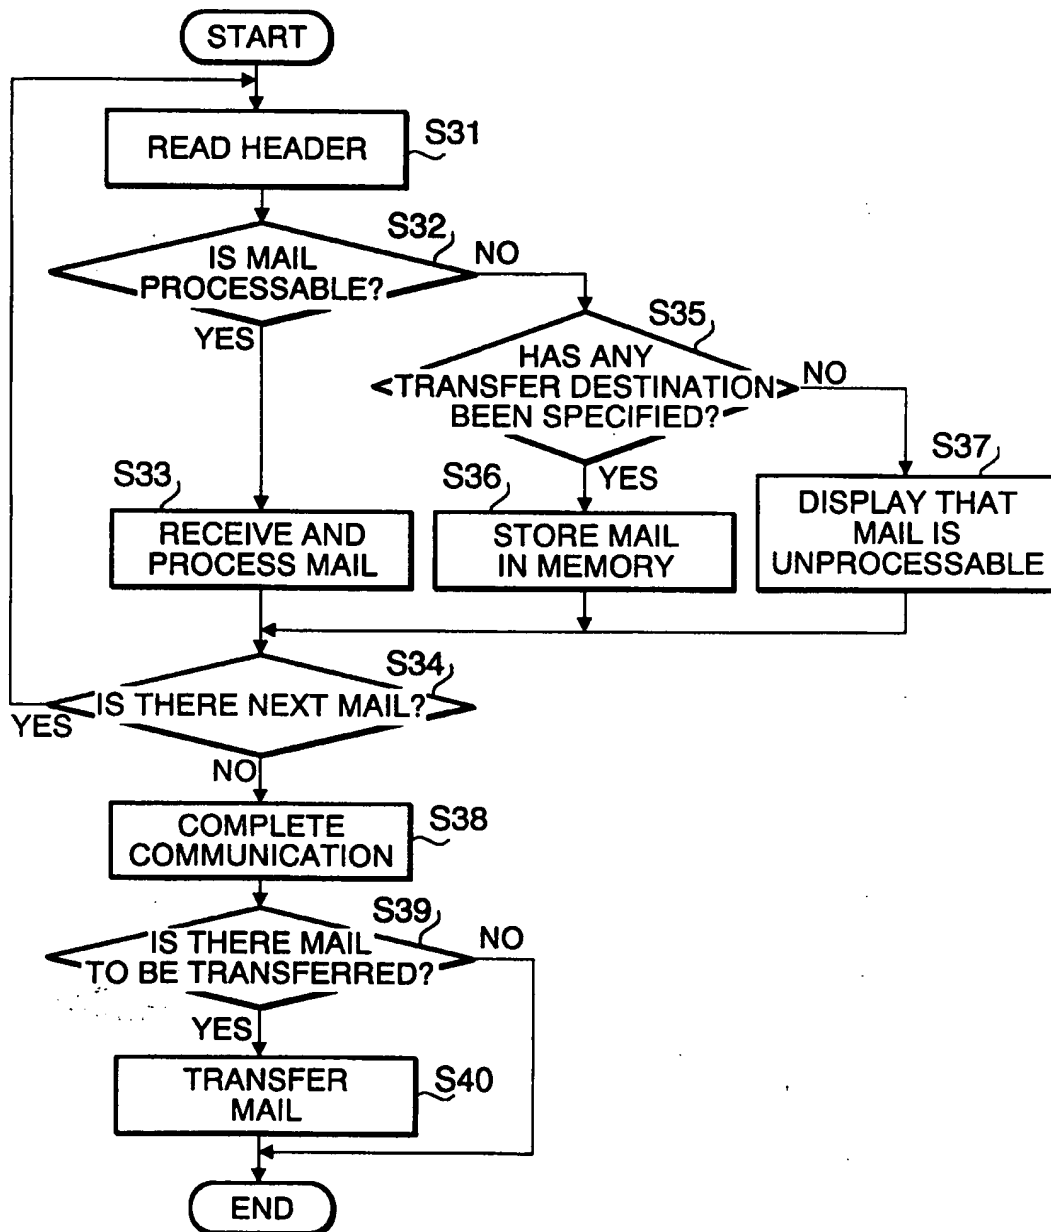 START
READ HEADER
S31
IS MAIL
PROCESSABLE?
S32
NO
YES
HAS ANY
TRANSFER DESTINATION
BEEN SPECIFIED?
S35
NO
YES
S33
RECEIVE AND
PROCESS MAIL
S36
STORE MAIL
IN MEMORY
S37
DISPLAY THAT
MAIL IS
UNPROCESSABLE
S34
IS THERE NEXT MAIL?
YES
NO
COMPLETE
COMMUNICATION
S38
S39
IS THERE MAIL
TO BE TRANSFERRED?
NO
YES
TRANSFER
MAIL
S40
END